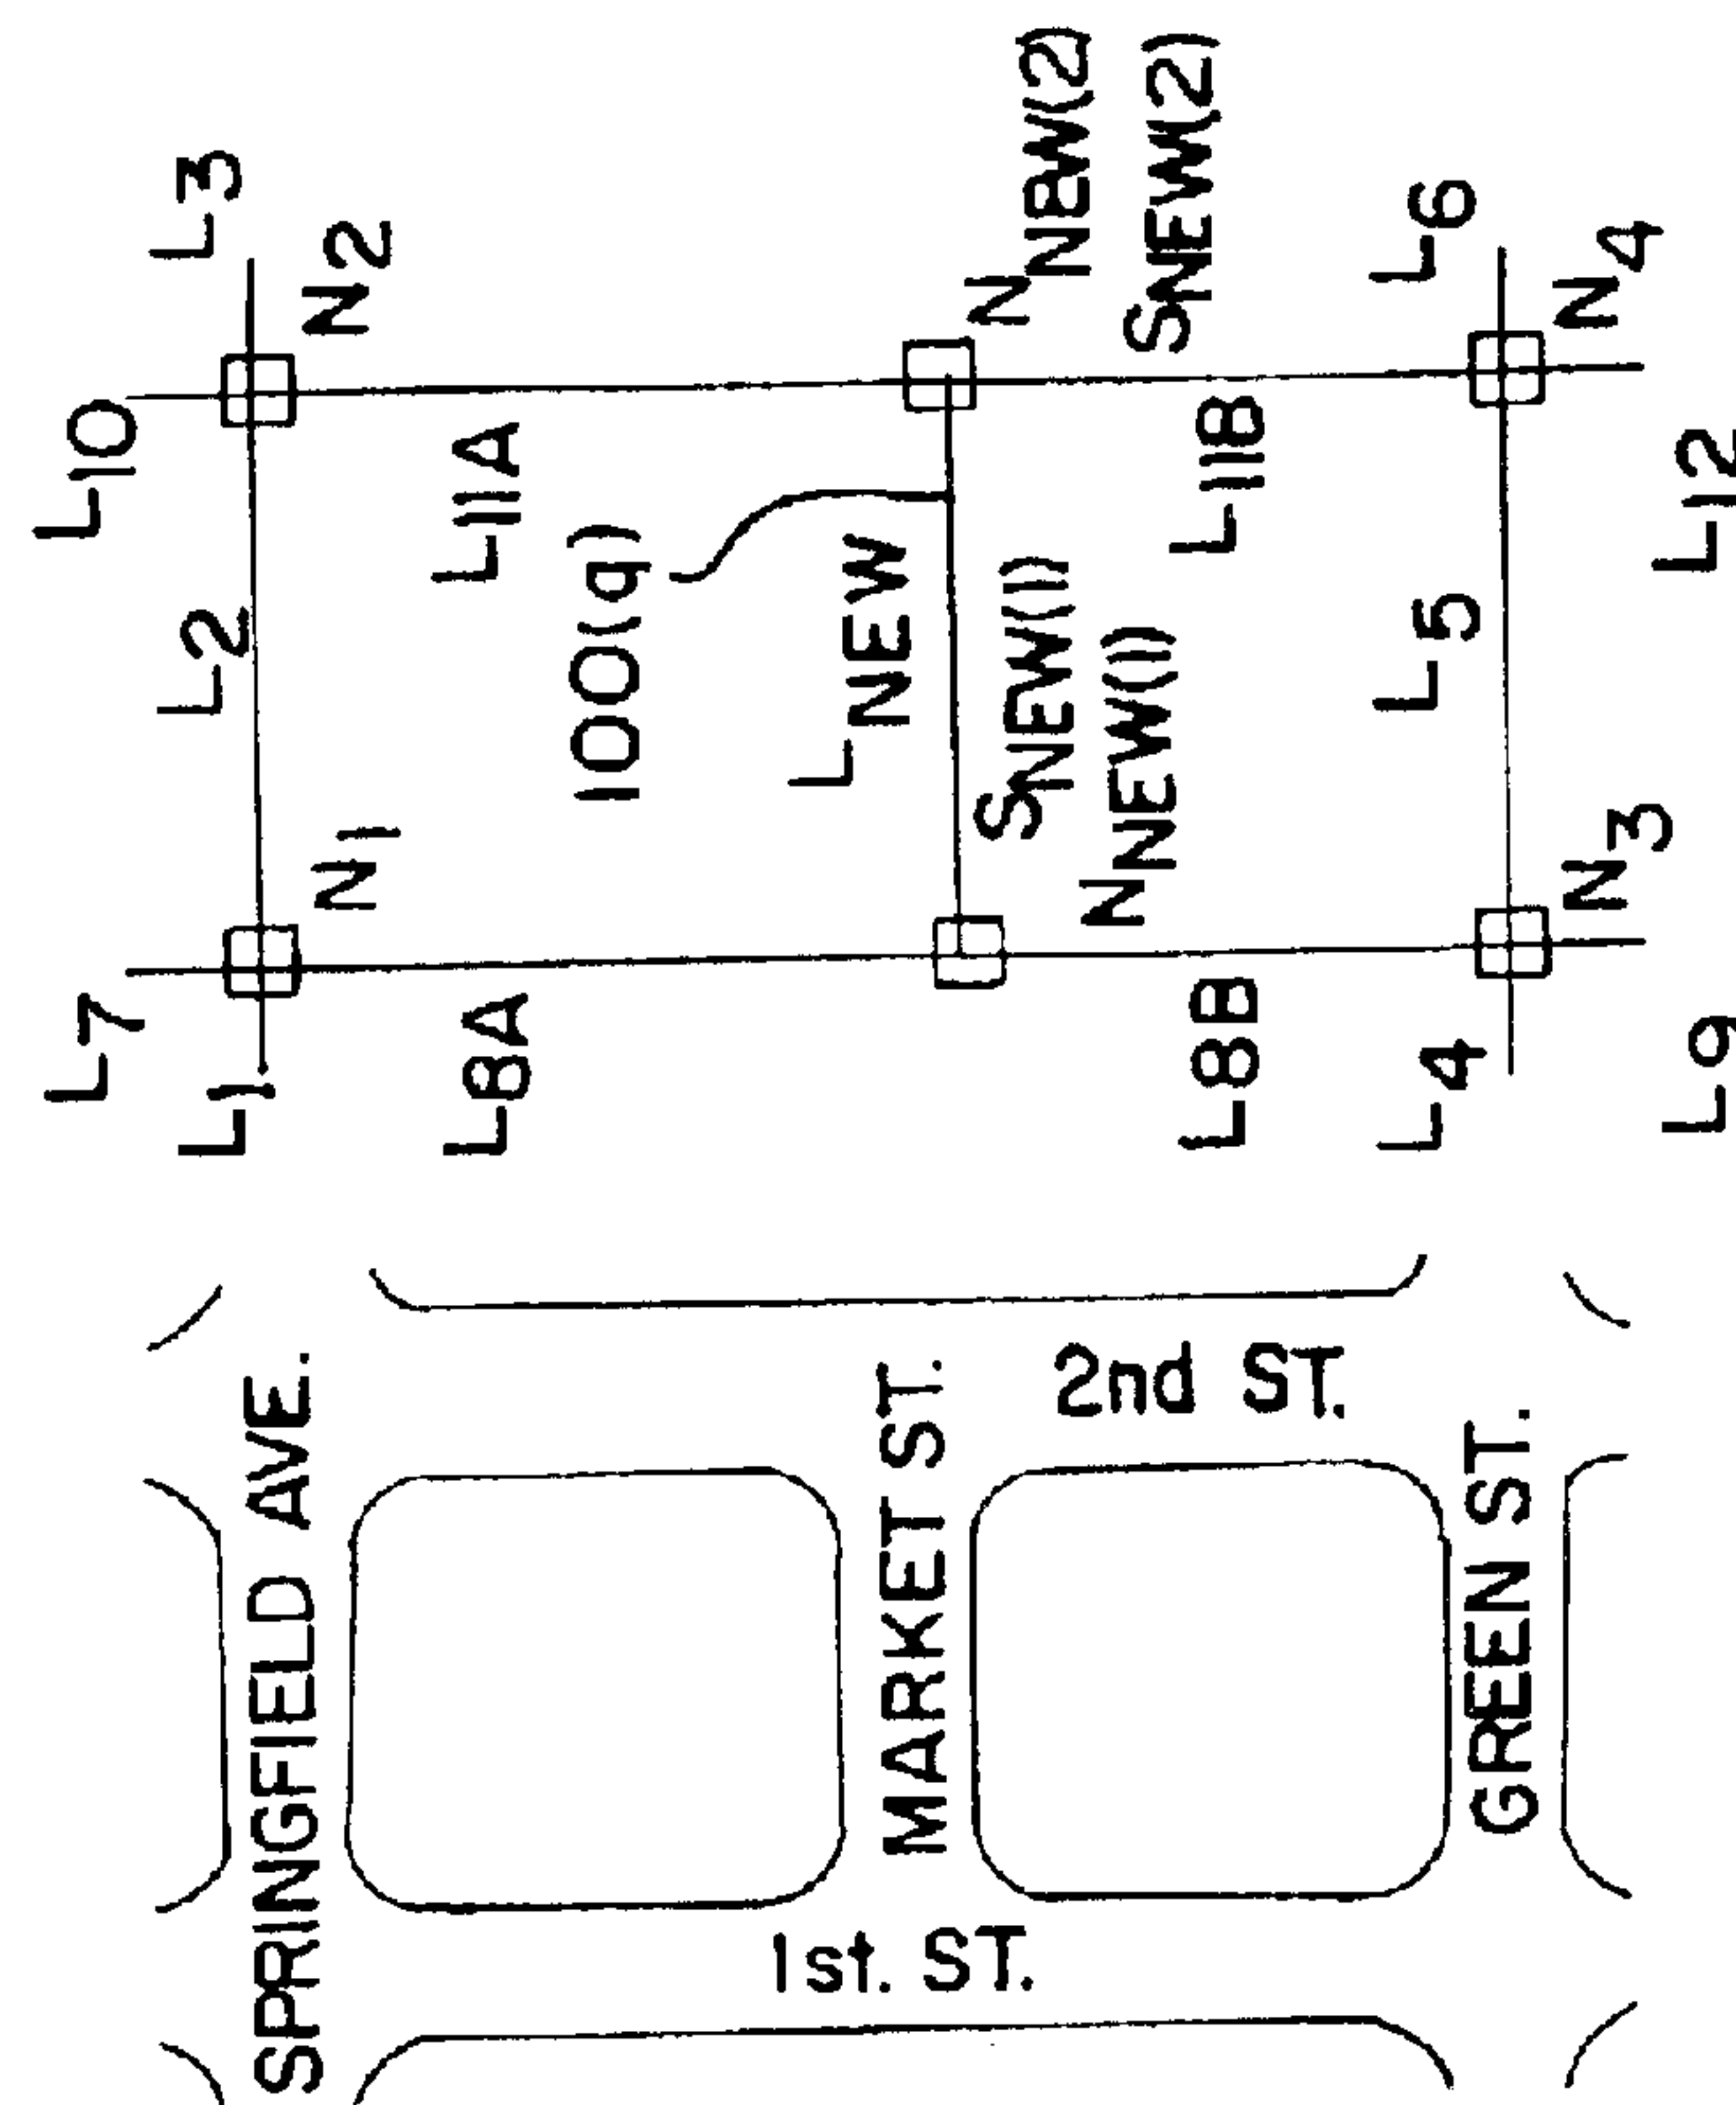 L3
N2
L10
L2
L11A
NNEW(2)
SNEW(2)
L6
N4
100(q)
LNEW
L11B
L5
L12
N1
SNEW(1)
NNEW(1)
N3
L7
L1
L8A
L8B
L4
L9
SPRINGFIELD AVE.
MARKET ST.
2nd ST.
GREEN ST.
1st. ST.